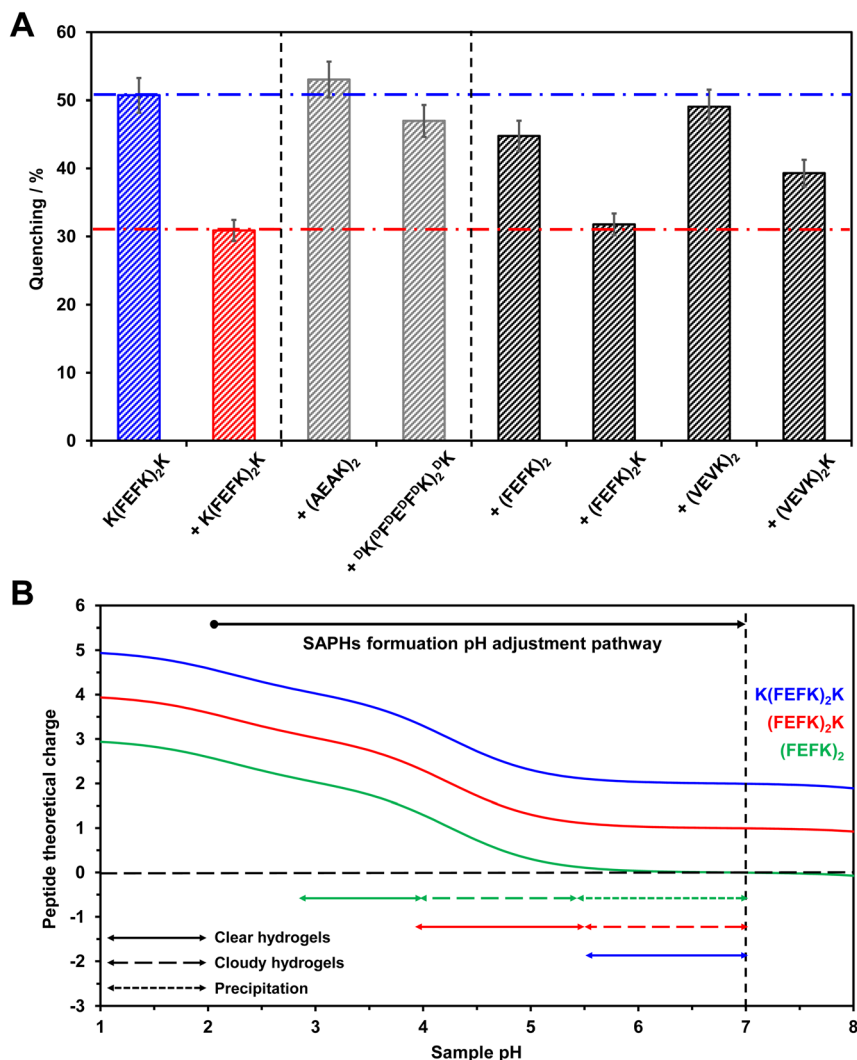 A
60
50
40
30
20
10
0
Quenching / %
K(FEFK)₂K
+ K(FEFK)₂K
+ (AEAK)₂
+ ᴰK(ᴰFᴰEᴰFᴰK)₂ᴰK
+ (FEFK)₂
+ (FEFK)₂K
+ (VEVK)₂
+ (VEVK)₂K
B
6
5
4
3
2
1
0
-1
-2
-3
Peptide theoretical charge
SAPHs formuation pH adjustment pathway
K(FEFK)₂K
(FEFK)₂K
(FEFK)₂
Clear hydrogels
Cloudy hydrogels
Precipitation
1 2 3 4 5 6 7 8
Sample pH